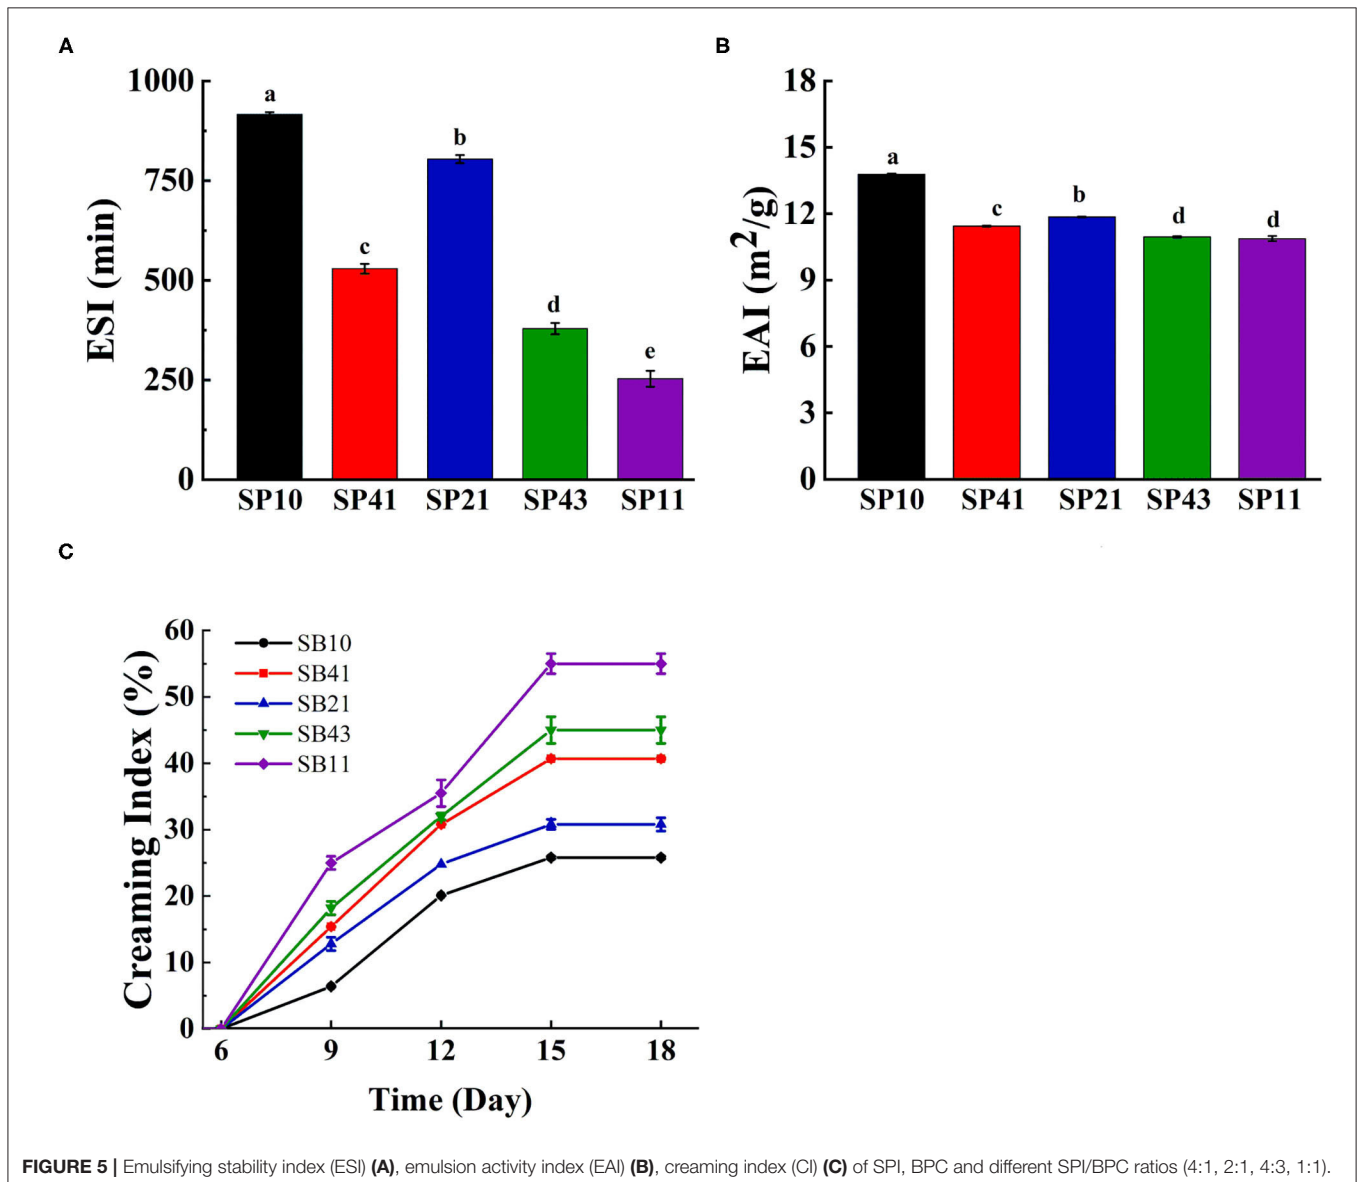 A
B
1000
750
500
250
0
ESI (min)
a
c
b
d
e
SP10 SP41 SP21 SP43 SP11
18
15
12
9
6
3
0
EAI (m²/g)
a
c
b
d
d
SP10 SP41 SP21 SP43 SP11
C
60
50
40
30
20
10
0
Creaming Index (%)
SB10
SB41
SB21
SB43
SB11
6 9 12 15 18
Time (Day)
FIGURE 5 | Emulsifying stability index (ESI) (A), emulsion activity index (EAI) (B), creaming index (CI) (C) of SPI, BPC and different SPI/BPC ratios (4:1, 2:1, 4:3, 1:1).